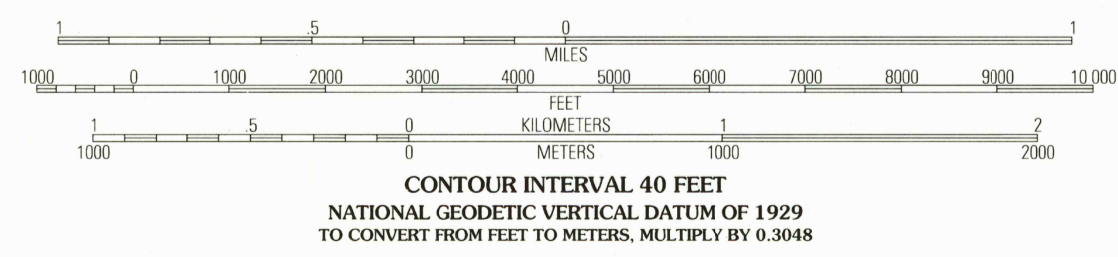 1 .5 0 1
MILES
1000 0 1000 2000 3000 4000 5000 6000 7000 8000 9000 10 000
FEET
1 .5 0 KILOMETERS 1 2
1000 0 METERS 1000 2000
CONTOUR INTERVAL 40 FEET
NATIONAL GEODETIC VERTICAL DATUM OF 1929
TO CONVERT FROM FEET TO METERS, MULTIPLY BY 0.3048